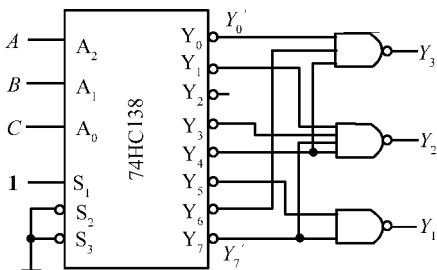 A
B
C
1
A₂
A₁
A₀
S₁
S₂
S₃
74HC138
Y₀
Y₁
Y₂
Y₃
Y₄
Y₅
Y₆
Y₇
Y₀′
Y₇′
Y₃
Y₂
Y₁